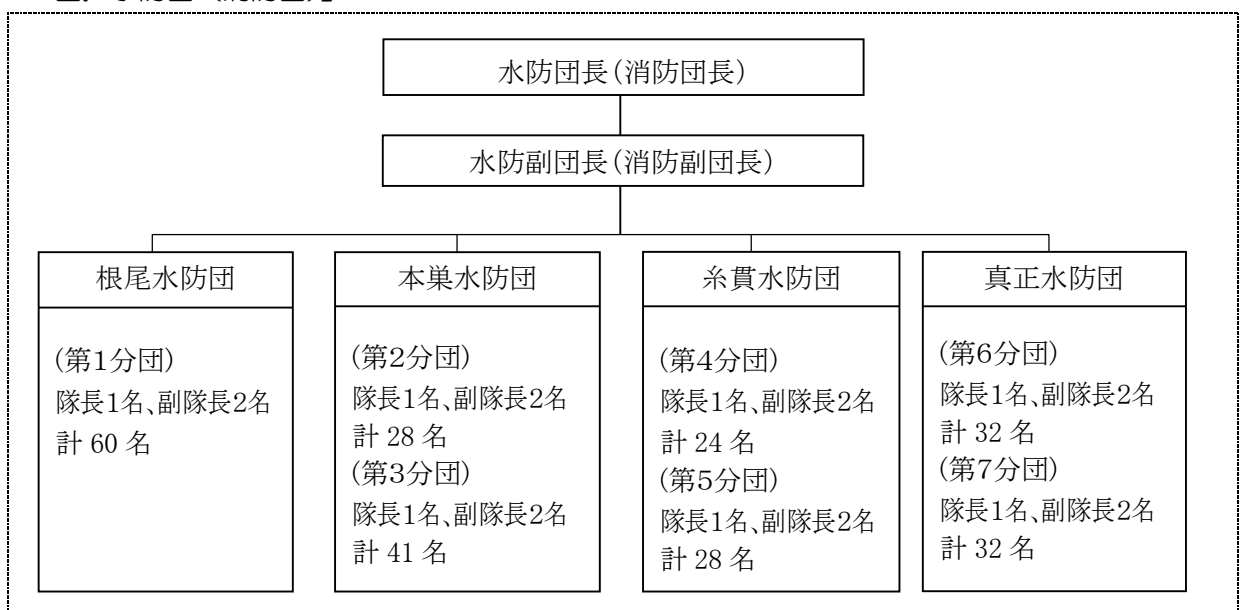 水防団長(消防団長)
水防副団長(消防副団長)
根尾水防団
(第1分団)
隊長1名、副隊長2名
計 60 名
本巣水防団
(第2分団)
隊長1名、副隊長2名
計 28 名
(第3分団)
隊長1名、副隊長2名
計 41 名
糸貫水防団
(第4分団)
隊長1名、副隊長2名
計 24 名
(第5分団)
隊長1名、副隊長2名
計 28 名
真正水防団
(第6分団)
隊長1名、副隊長2名
計 32 名
(第7分団)
隊長1名、副隊長2名
計 32 名